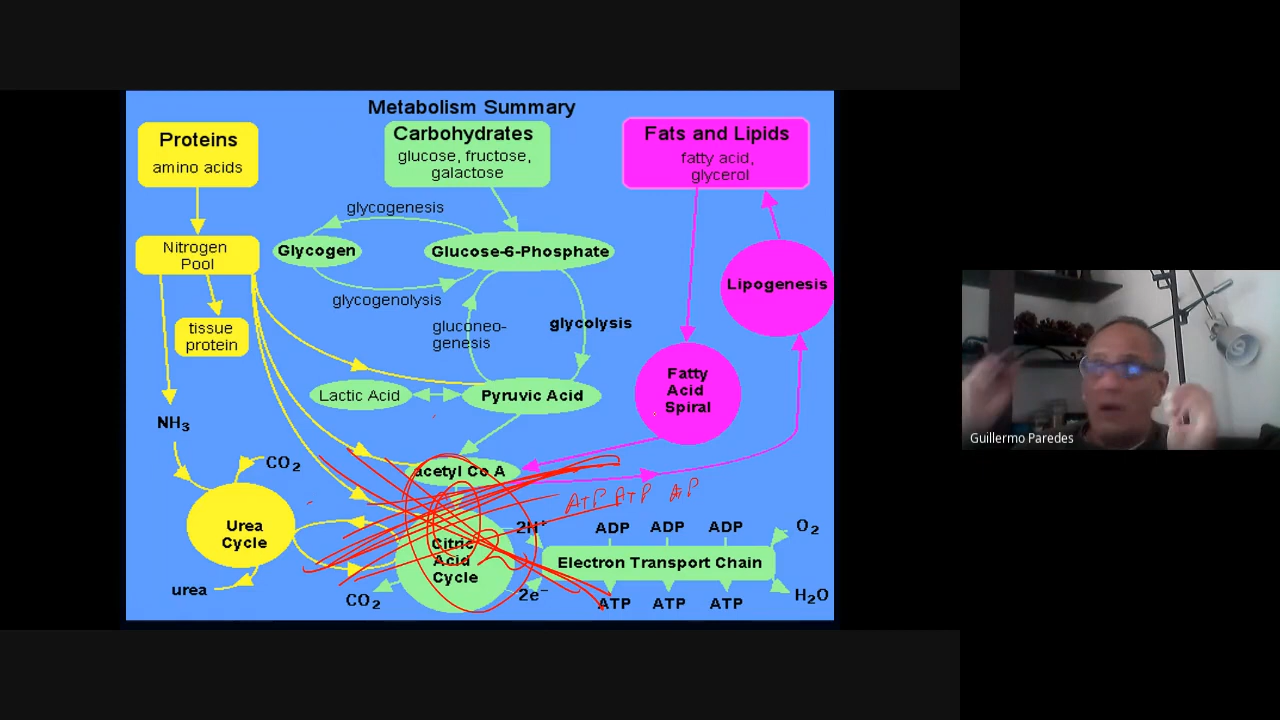 Metabolism Summary
Proteins
amino acids
Carbohydrates
glucose, fructose,
galactose
Fats and Lipids
fatty acid,
glycerol
glycogenesis
Nitrogen
Pool
Glycogen
Glucose-6-Phosphate
Lipogenesis
glycogenolysis
tissue
protein
gluconeo-
genesis
glycolysis
Fatty
Acid
Spiral
Lactic Acid
Pyruvic Acid
NH3
CO2
acetyl Co A
ATP ATP ATP
Urea
Cycle
2H+
Citric
Acid
Cycle
ADP ADP ADP
O2
Electron Transport Chain
urea
CO2
2e-
ATP ATP ATP
H2O
Guillermo Paredes